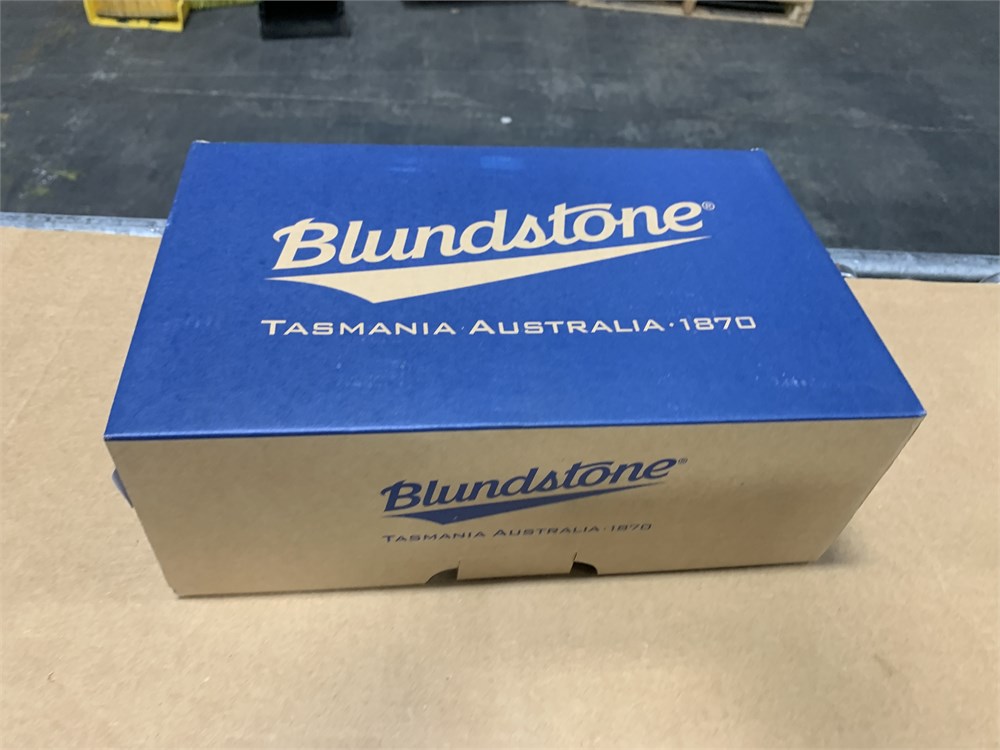 Blundstone®
TASMANIA·AUSTRALIA·1870
Blundstone®
TASMANIA AUSTRALIA·1870